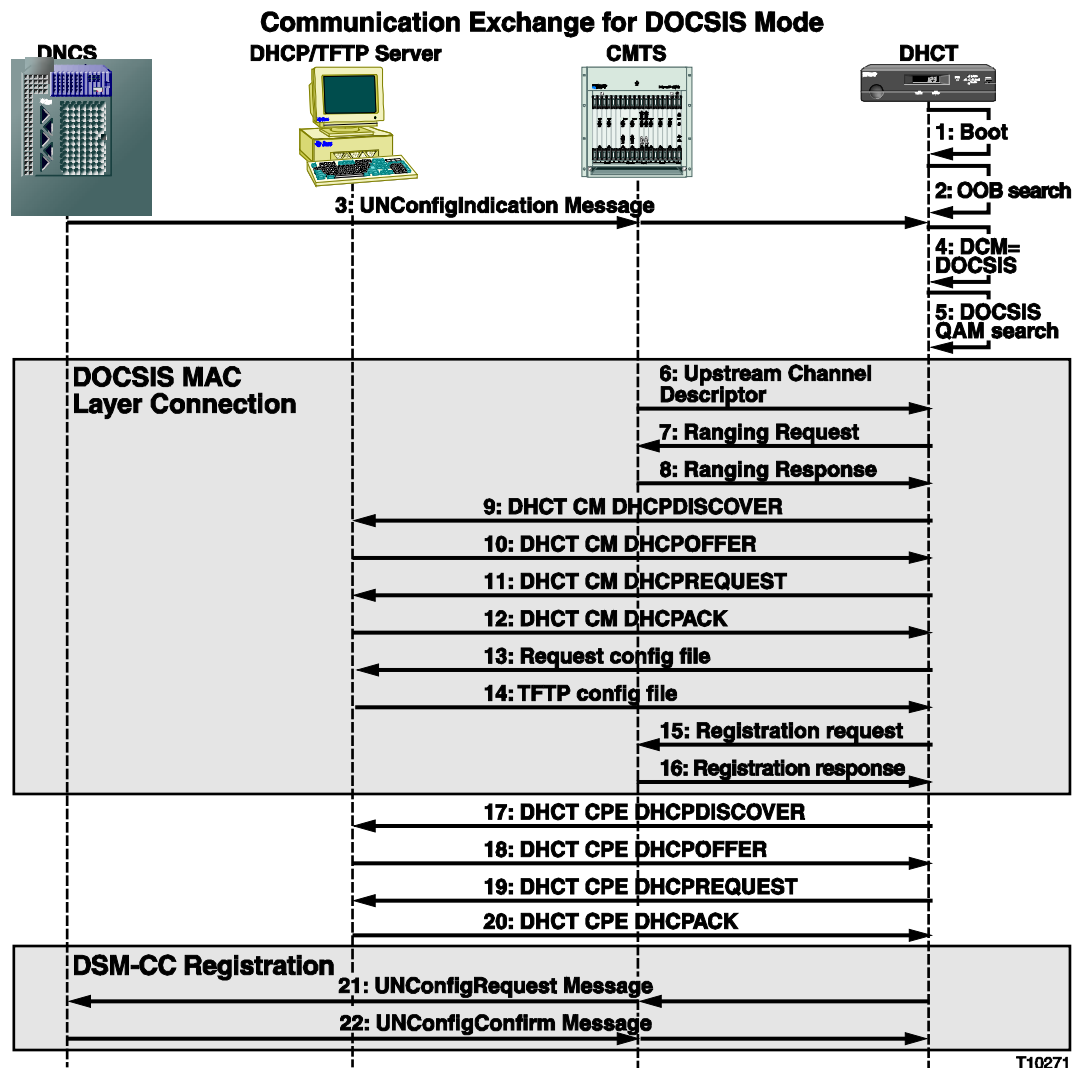 Communication Exchange for DOCSIS Mode
DNCS
DHCP/TFTP Server
CMTS
DHCT
1: Boot
2: OOB search
3: UNConfigIndication Message
4: DCM=
DOCSIS
5: DOCSIS
QAM search
DOCSIS MAC
Layer Connection
6: Upstream Channel
Descriptor
7: Ranging Request
8: Ranging Response
9: DHCT CM DHCPDISCOVER
10: DHCT CM DHCPOFFER
11: DHCT CM DHCPREQUEST
12: DHCT CM DHCPACK
13: Request config file
14: TFTP config file
15: Registration request
16: Registration response
17: DHCT CPE DHCPDISCOVER
18: DHCT CPE DHCPOFFER
19: DHCT CPE DHCPREQUEST
20: DHCT CPE DHCPACK
DSM-CC Registration
21: UNConfigRequest Message
22: UNConfigConfirm Message
T10271